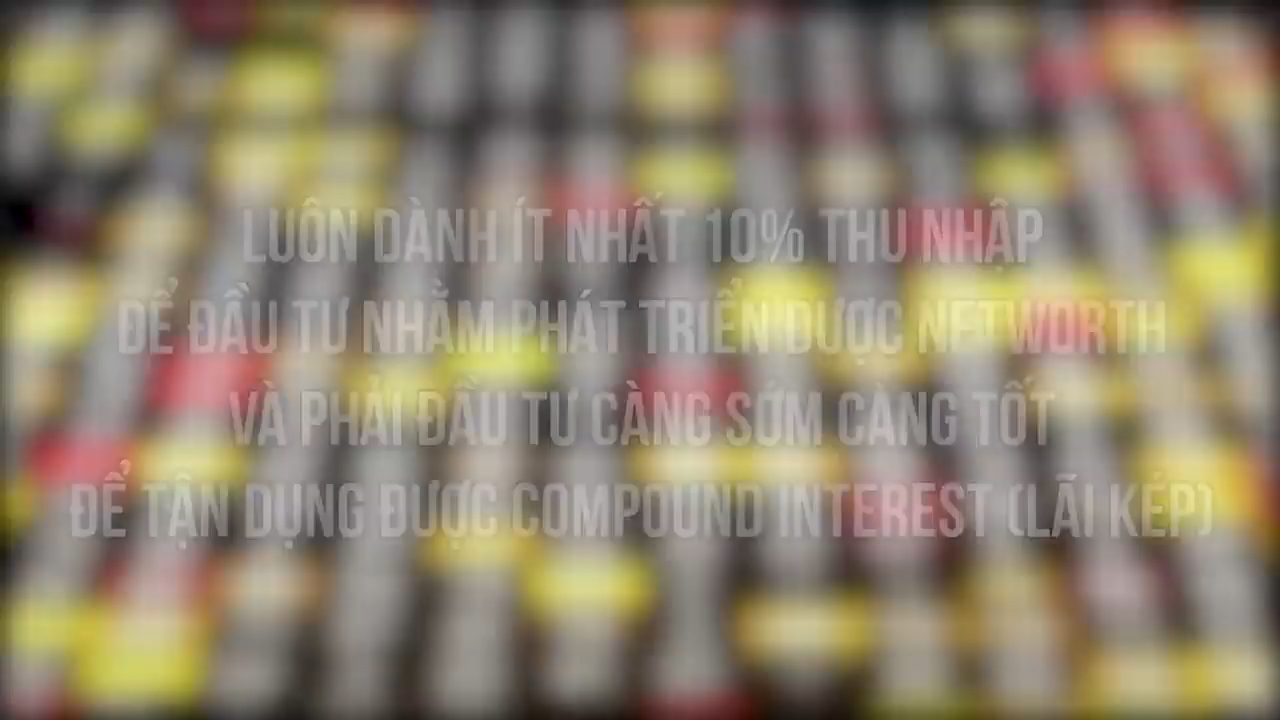 LUÔN DÀNH ÍT NHẤT 10% THU NHẬP
ĐỂ ĐẦU TƯ NHẰM PHÁT TRIỂN ĐƯỢC NETWORTH
VÀ PHẢI ĐẦU TƯ CÀNG SỚM CÀNG TỐT
ĐỂ TẬN DỤNG ĐƯỢC COMPOUND INTEREST (LÃI KÉP)